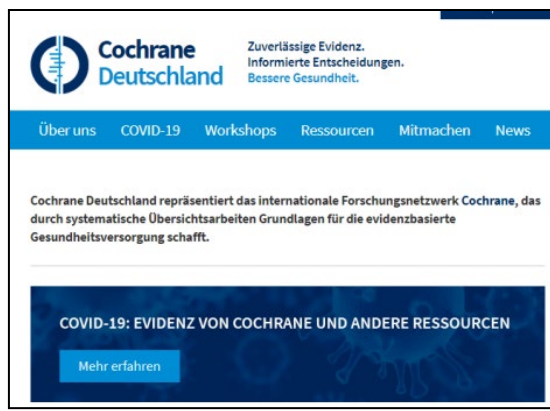 Cochrane
Deutschland
Zuverlässige Evidenz.
Informierte Entscheidungen.
Bessere Gesundheit.
Über uns COVID-19 Workshops Ressourcen Mitmachen News
Cochrane Deutschland repräsentiert das internationale Forschungsnetzwerk Cochrane, das
durch systematische Übersichtsarbeiten Grundlagen für die evidenzbasierte
Gesundheitsversorgung schafft.
COVID-19: EVIDENZ VON COCHRANE UND ANDERE RESSOURCEN
Mehr erfahren